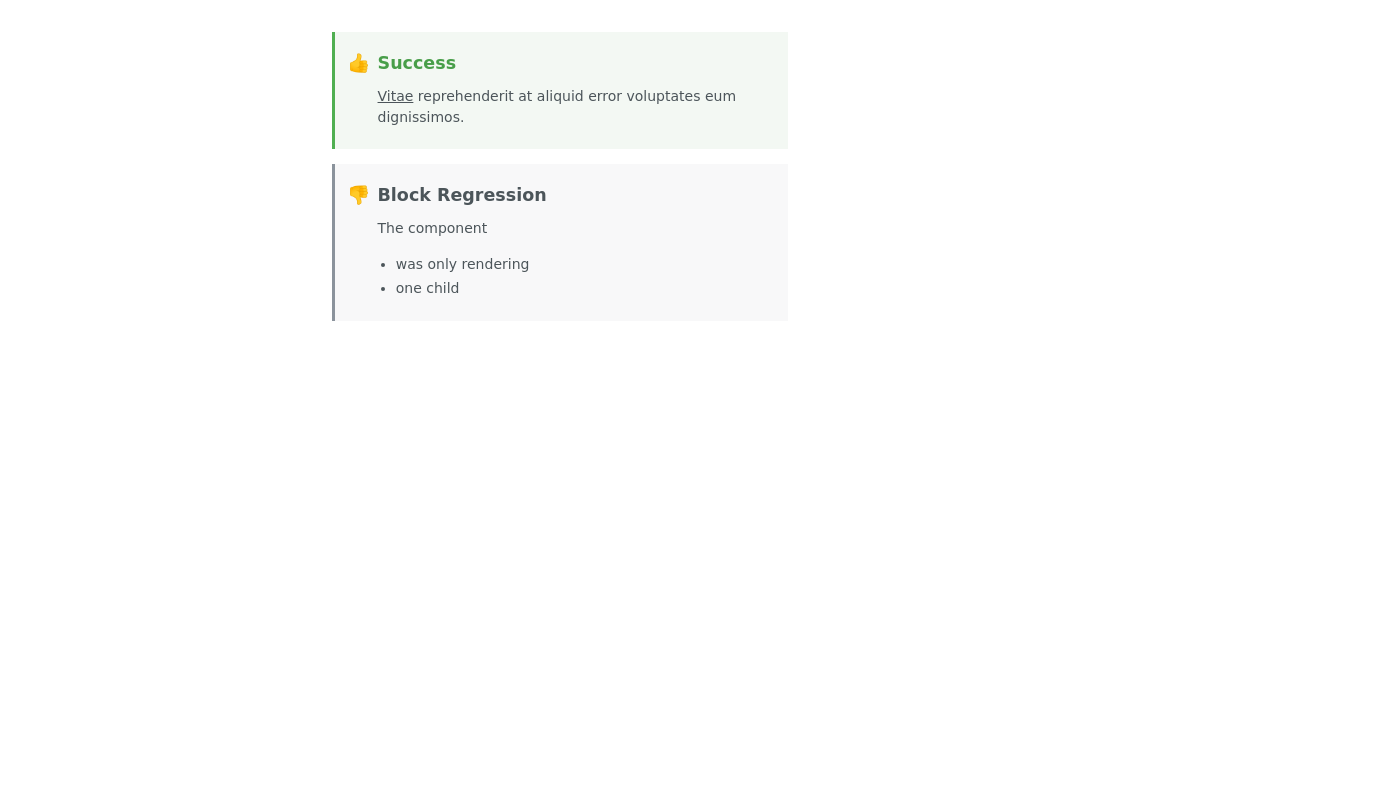 👍 Success
Vitae reprehenderit at aliquid error voluptates eum
dignissimos.
👎 Block Regression
The component
• was only rendering
• one child